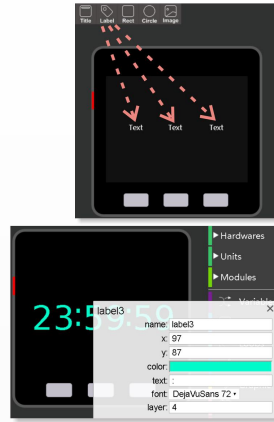 Title Label Rect Circle Image
Text Text Text
Hardwares
Units
Modules
23:59:59
label3
name: label3
x: 97
y: 87
color:
text: :
font: DejaVuSans 72
layer: 4